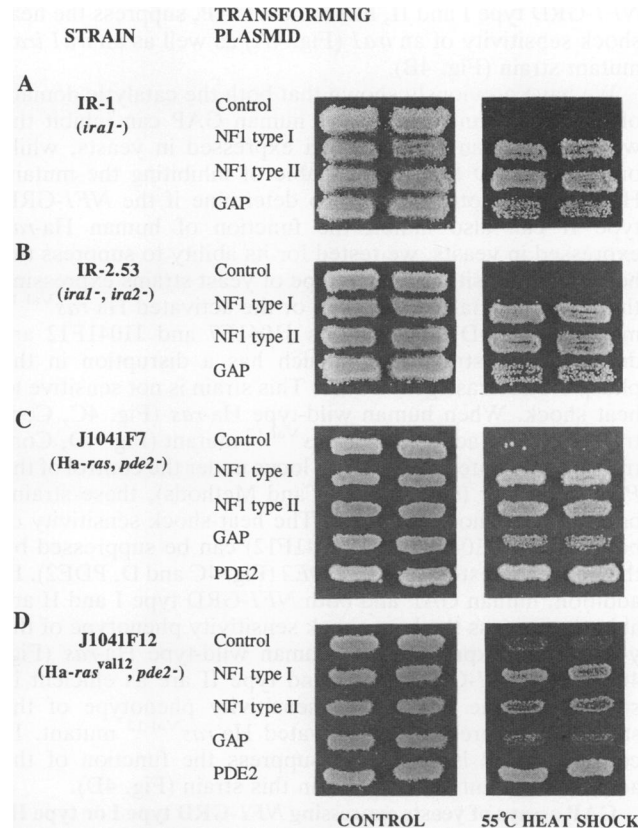 TRANSFORMING
STRAIN PLASMID
A
IR-1
(ira1-)
Control
NF1 type I
NF1 type II
GAP
B
IR-2.53
(ira1-, ira2-)
Control
NF1 type I
NF1 type II
GAP
C
J1041F7
(Ha-ras, pde2-)
Control
NF1 type I
NF1 type II
GAP
PDE2
D
J1041F12
(Ha-ras val12, pde2-)
Control
NF1 type I
NF1 type II
GAP
PDE2
CONTROL 55°C HEAT SHOCK